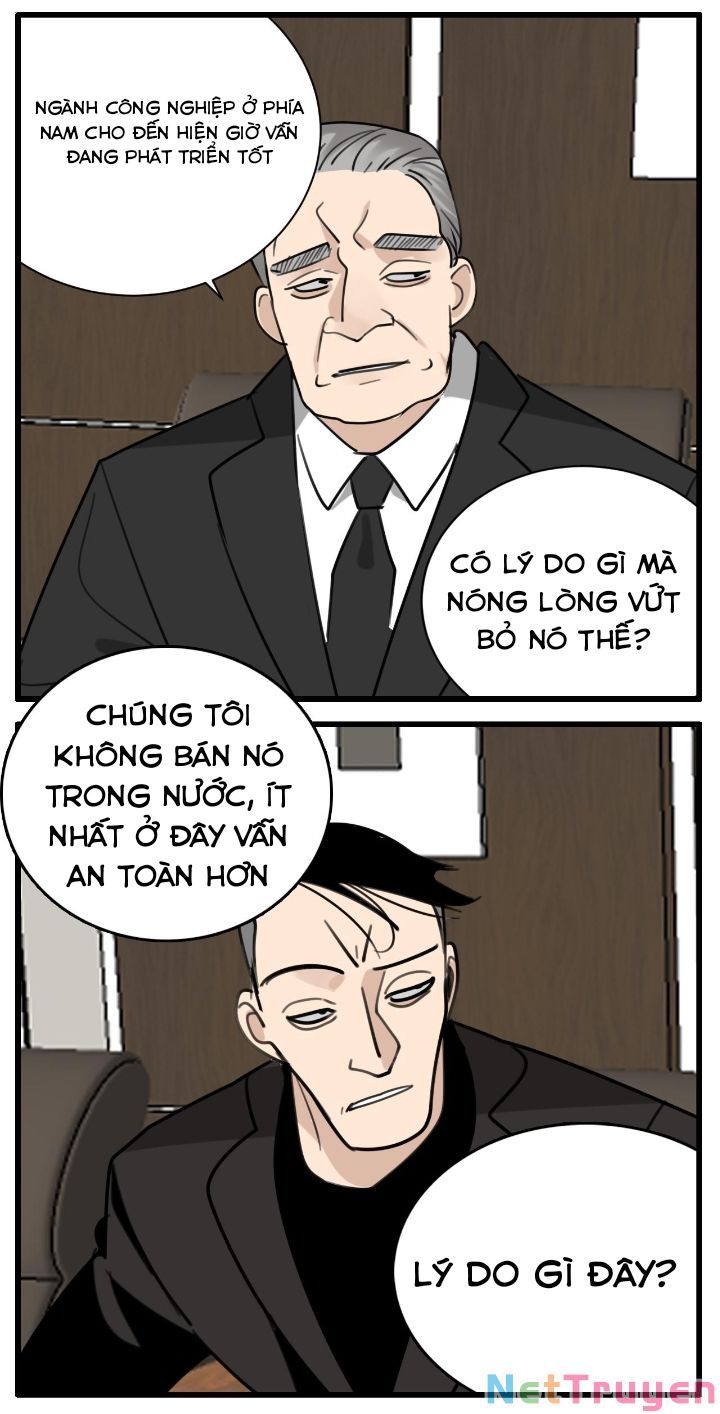 NGÀNH CÔNG NGHIỆP Ở PHÍA
NAM CHO ĐẾN HIỆN GIỜ VẪN
ĐANG PHÁT TRIỂN TỐT
CÓ LÝ DO GÌ MÀ
NÓNG LÒNG VỨT
BỎ NÓ THẾ?
CHÚNG TÔI
KHÔNG BÁN NÓ
TRONG NƯỚC, ÍT
NHẤT Ở ĐÂY VẪN
AN TOÀN HƠN
LÝ DO GÌ ĐÂY?
NetTruyen